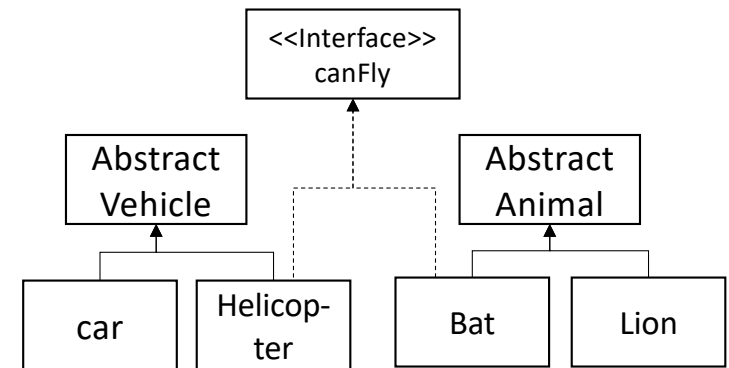 <<Interface>>
canFly
Abstract
Vehicle
Abstract
Animal
car
Helicop-
ter
Bat
Lion